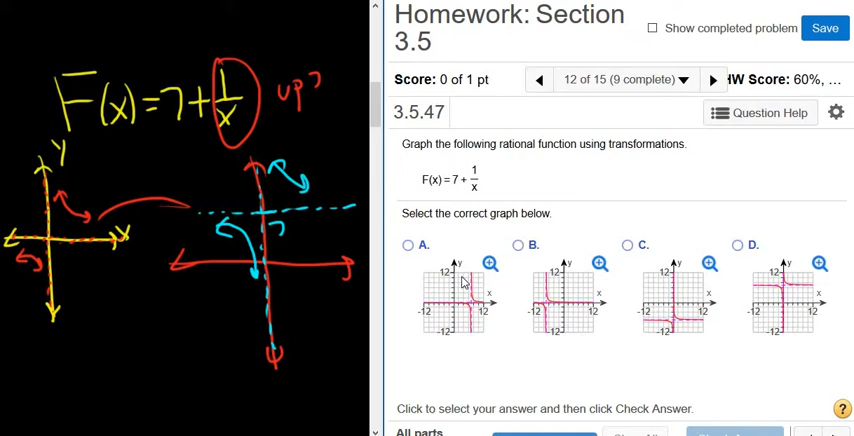 F(x)=7+1/x
up 7
Y
X
7
Homework: Section
3.5
Show completed problem
Save
Score: 0 of 1 pt
12 of 15 (9 complete)
HW Score: 60%, ...
3.5.47
Question Help
Graph the following rational function using transformations.
F(x) = 7 + 1/x
Select the correct graph below.
A.
B.
C.
D.
12 y
x
-12 12
-12
12 y
x
-12 12
-12
12 y
x
-12 12
-12
12 y
x
-12 12
-12
Click to select your answer and then click Check Answer.
All parts
?